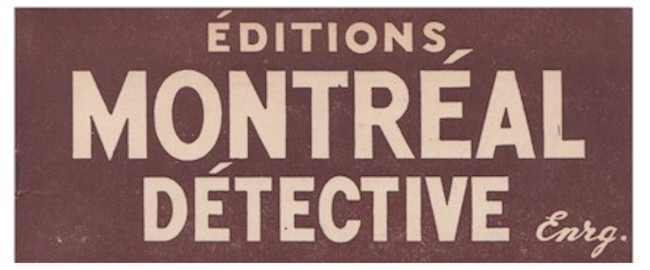 ÉDITIONS
MONTRÉAL
DÉTECTIVE Enrg.